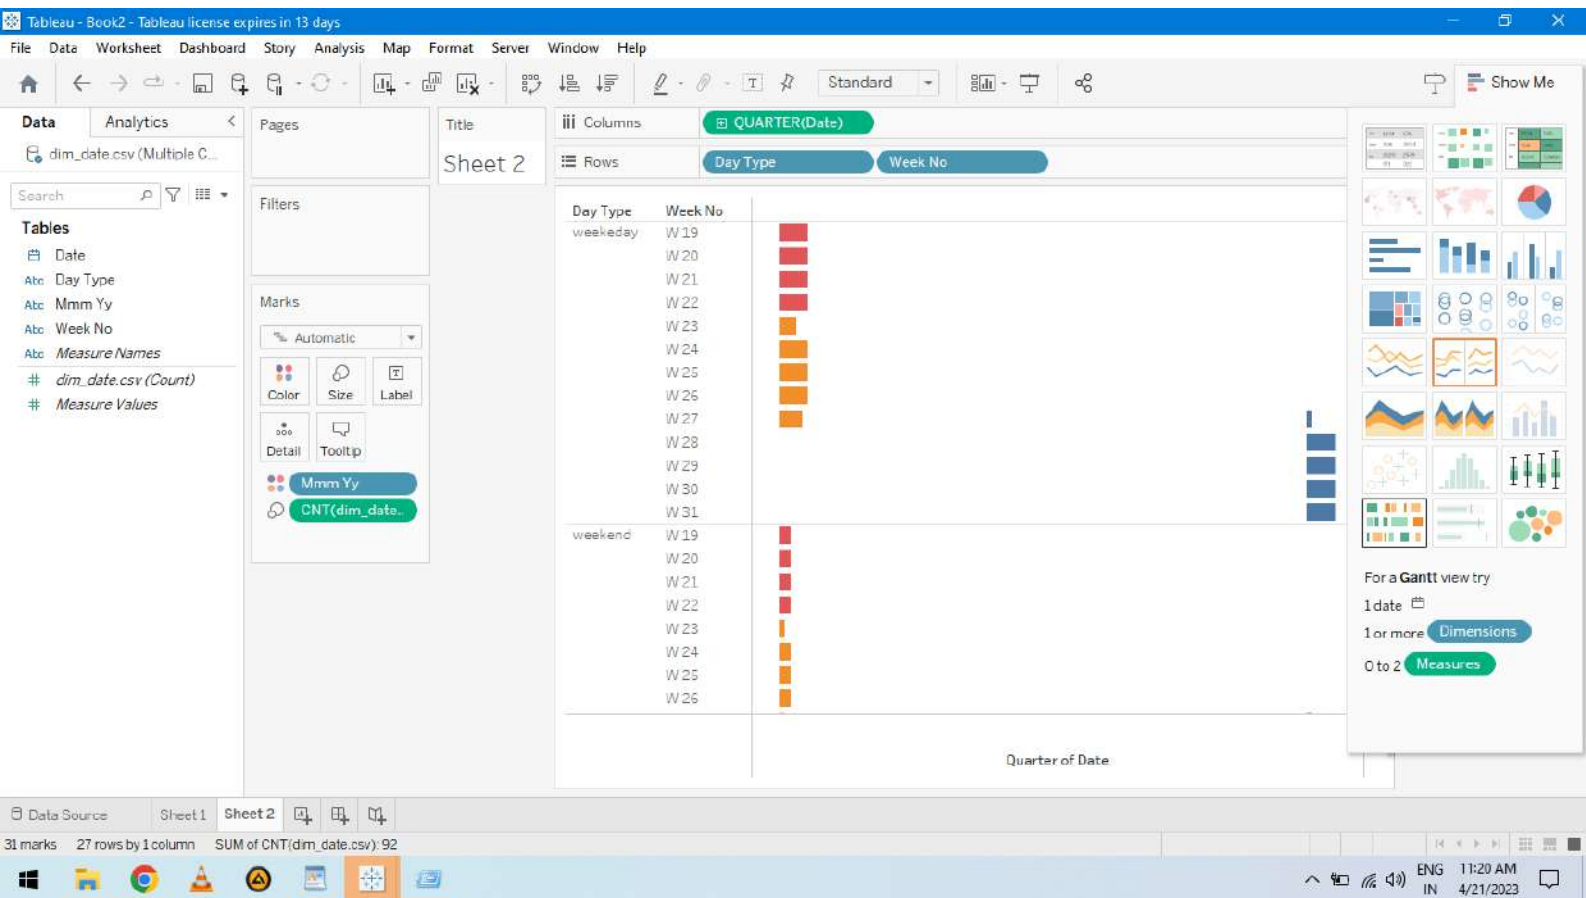 Tableau - Book2 - Tableau license expires in 13 days
File Data Worksheet Dashboard Story Analysis Map Format Server Window Help
Standard
Show Me
Data Analytics
dim_date.csv (Multiple C...
Search
Tables
Date
Abc Day Type
Abc Mmm Yy
Abc Week No
Abc Measure Names
# dim_date.csv (Count)
# Measure Values
Pages
Filters
Marks
Automatic
Color Size Label
Detail Tooltip
Mmm Yy
CNT(dim_date..
Title
Sheet 2
Columns QUARTER(Date)
Rows Day Type Week No
Day Type Week No
weekeday W 19
W 20
W 21
W 22
W 23
W 24
W 25
W 26
W 27
W 28
W 29
W 30
W 31
weekend W 19
W 20
W 21
W 22
W 23
W 24
W 25
W 26
Quarter of Date
For a Gantt view try
1 date
1 or more Dimensions
0 to 2 Measures
Data Source Sheet 1 Sheet 2
31 marks 27 rows by 1 column SUM of CNT(dim_date.csv): 92
ENG 11:20 AM
IN 4/21/2023